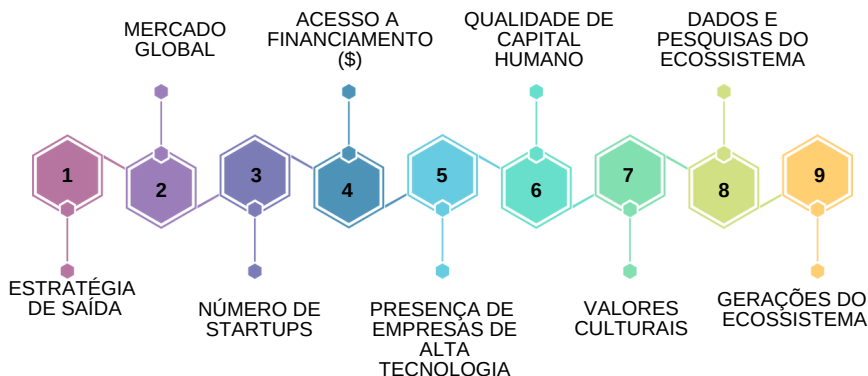 MERCADO
GLOBAL
ACESSO A
FINANCIAMENTO
($)
QUALIDADE DE
CAPITAL
HUMANO
DADOS E
PESQUISAS DO
ECOSSISTEMA
1
2
3
4
5
6
7
8
9
ESTRATÉGIA
DE SAÍDA
NÚMERO DE
STARTUPS
PRESENÇA DE
EMPRESAS DE
ALTA
TECNOLOGIA
VALORES
CULTURAIS
GERAÇÕES DO
ECOSSISTEMA